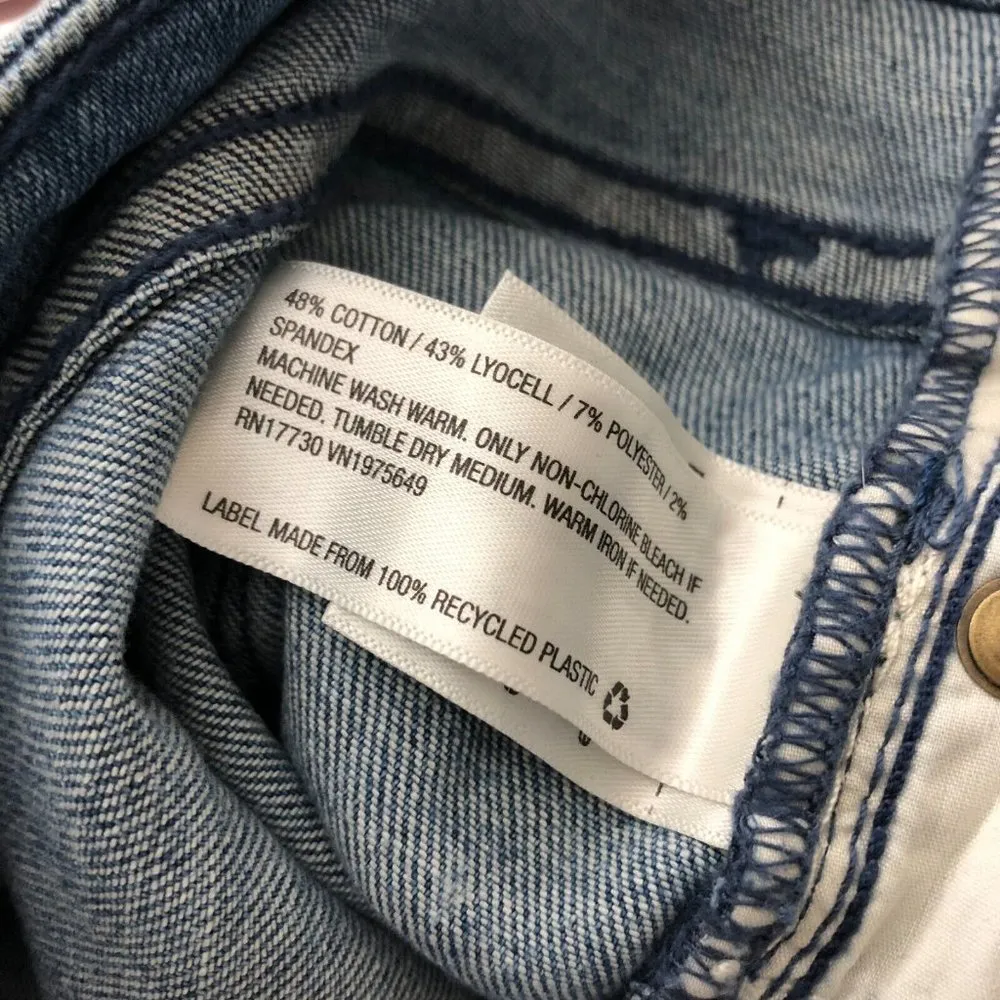 48% COTTON / 43% LYOCELL / 7% POLYESTER / 2%
SPANDEX
MACHINE WASH WARM. ONLY NON-CHLORINE BLEACH IF
NEEDED. TUMBLE DRY MEDIUM. WARM IRON IF NEEDED.
RN17730 VN1975649
LABEL MADE FROM 100% RECYCLED PLASTIC